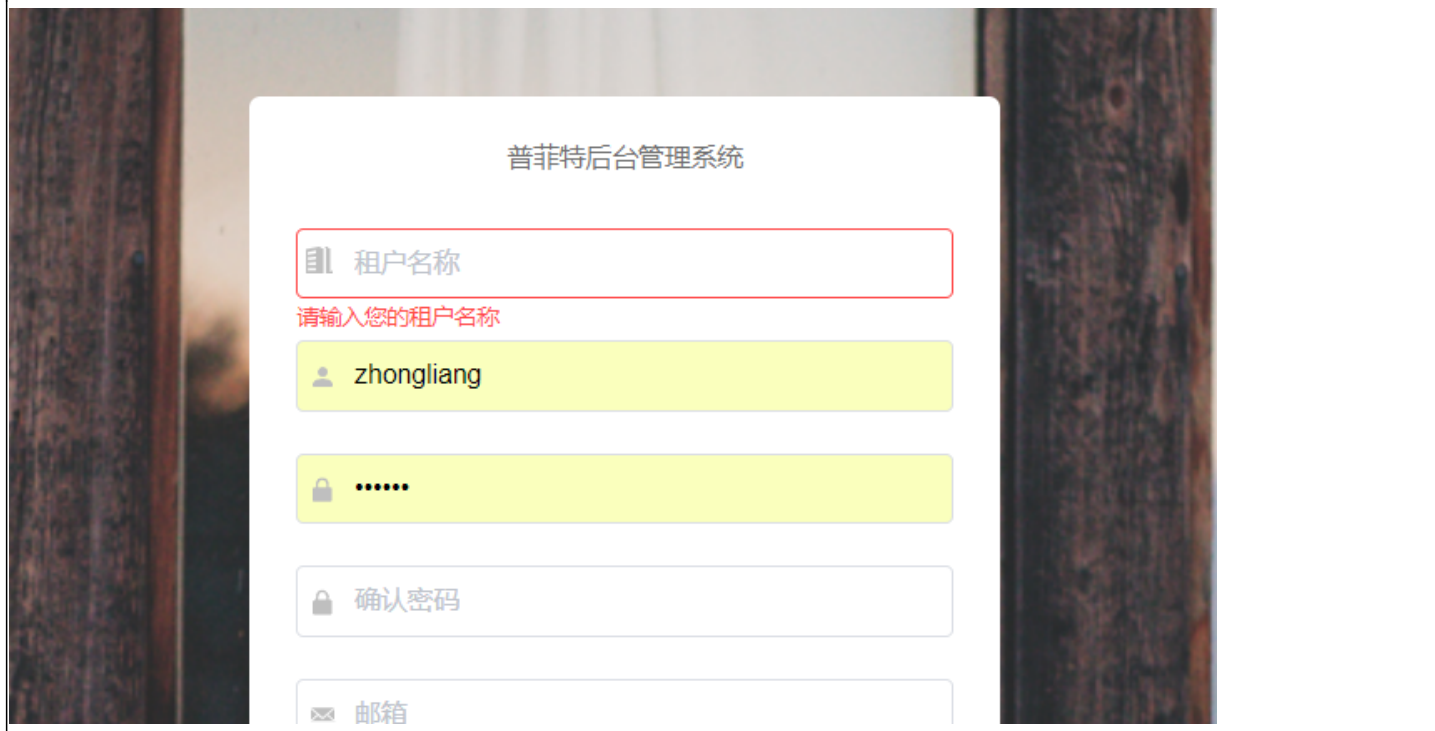 普菲特后台管理系统
租户名称
请输入您的租户名称
zhongliang
••••••
确认密码
邮箱